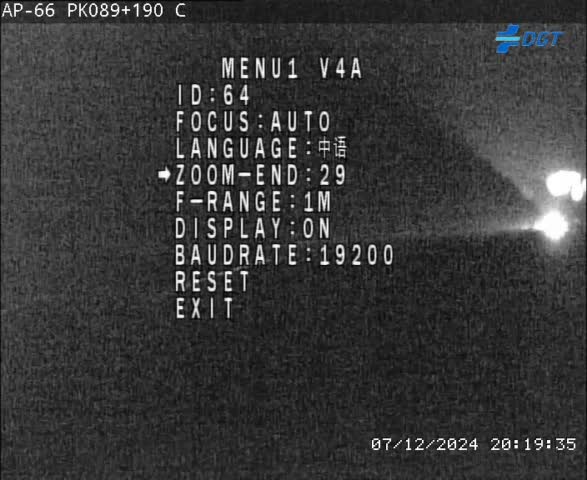 AP-66 PK089+190 C
DGT
MENU1 V4A
ID:64
FOCUS:AUTO
LANGUAGE:中语
ZOOM-END:29
F-RANGE:1M
DISPLAY:ON
BAUDRATE:19200
RESET
EXIT
07/12/2024 20:19:35